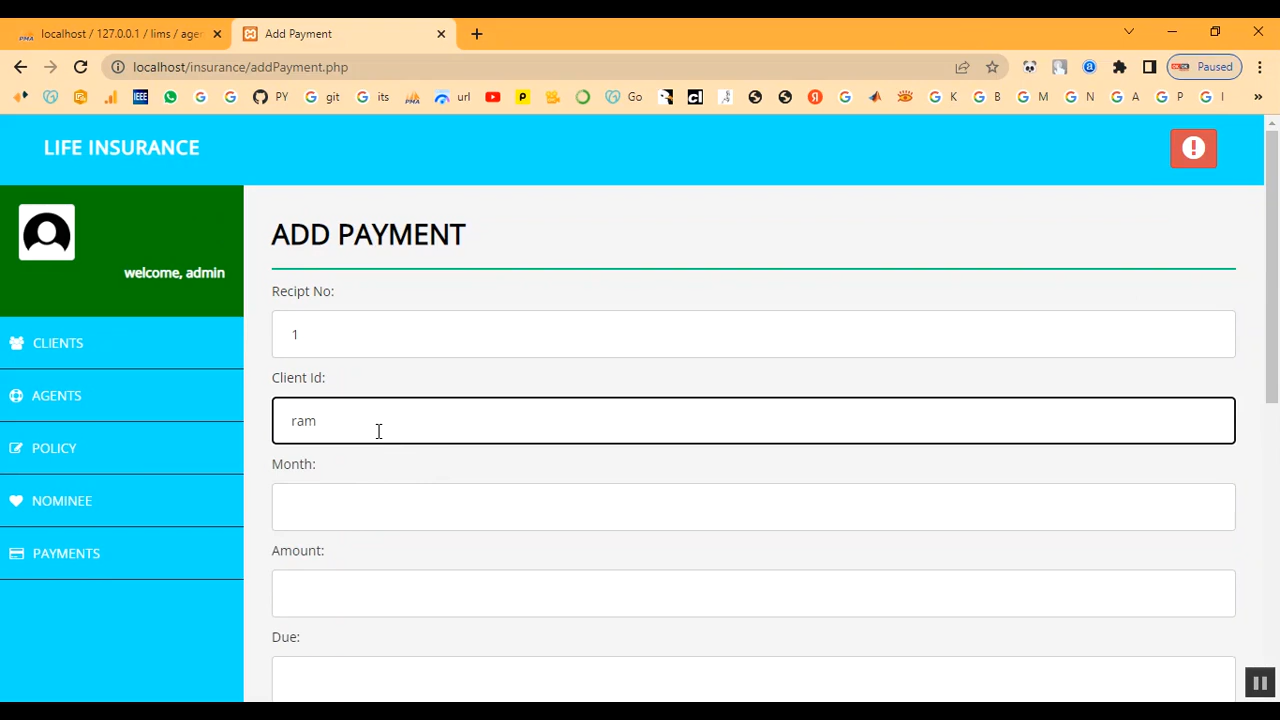 localhost / 127.0.0.1 / lims / age
Add Payment
localhost/insurance/addPayment.php
Paused
IEEE
PY
git
its
PMA
url
Go
K
B
M
N
A
P
I
LIFE INSURANCE
welcome, admin
CLIENTS
AGENTS
POLICY
NOMINEE
PAYMENTS
ADD PAYMENT
Recipt No:
1
Client Id:
ram
Month:
Amount:
Due: